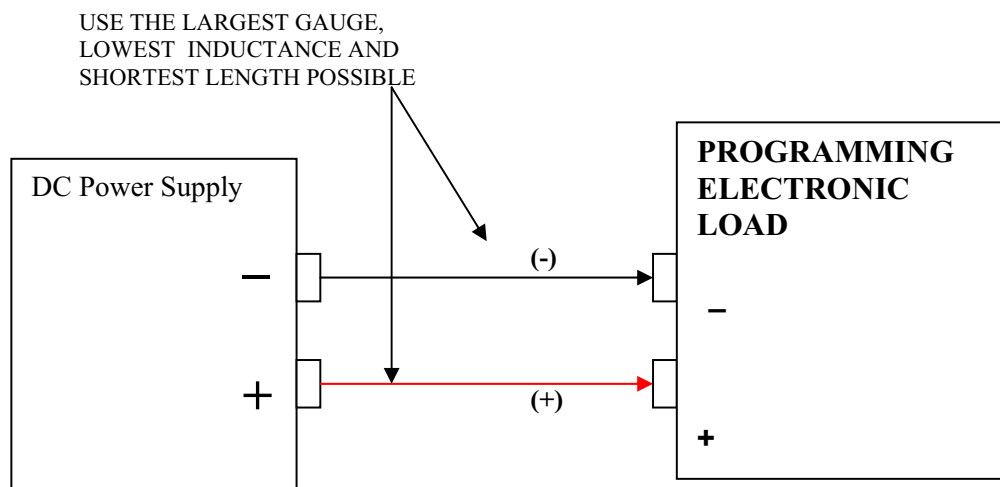 USE THE LARGEST GAUGE,
LOWEST INDUCTANCE AND
SHORTEST LENGTH POSSIBLE
DC Power Supply
PROGRAMMING
ELECTRONIC
LOAD
−
(-)
−
+
(+)
+